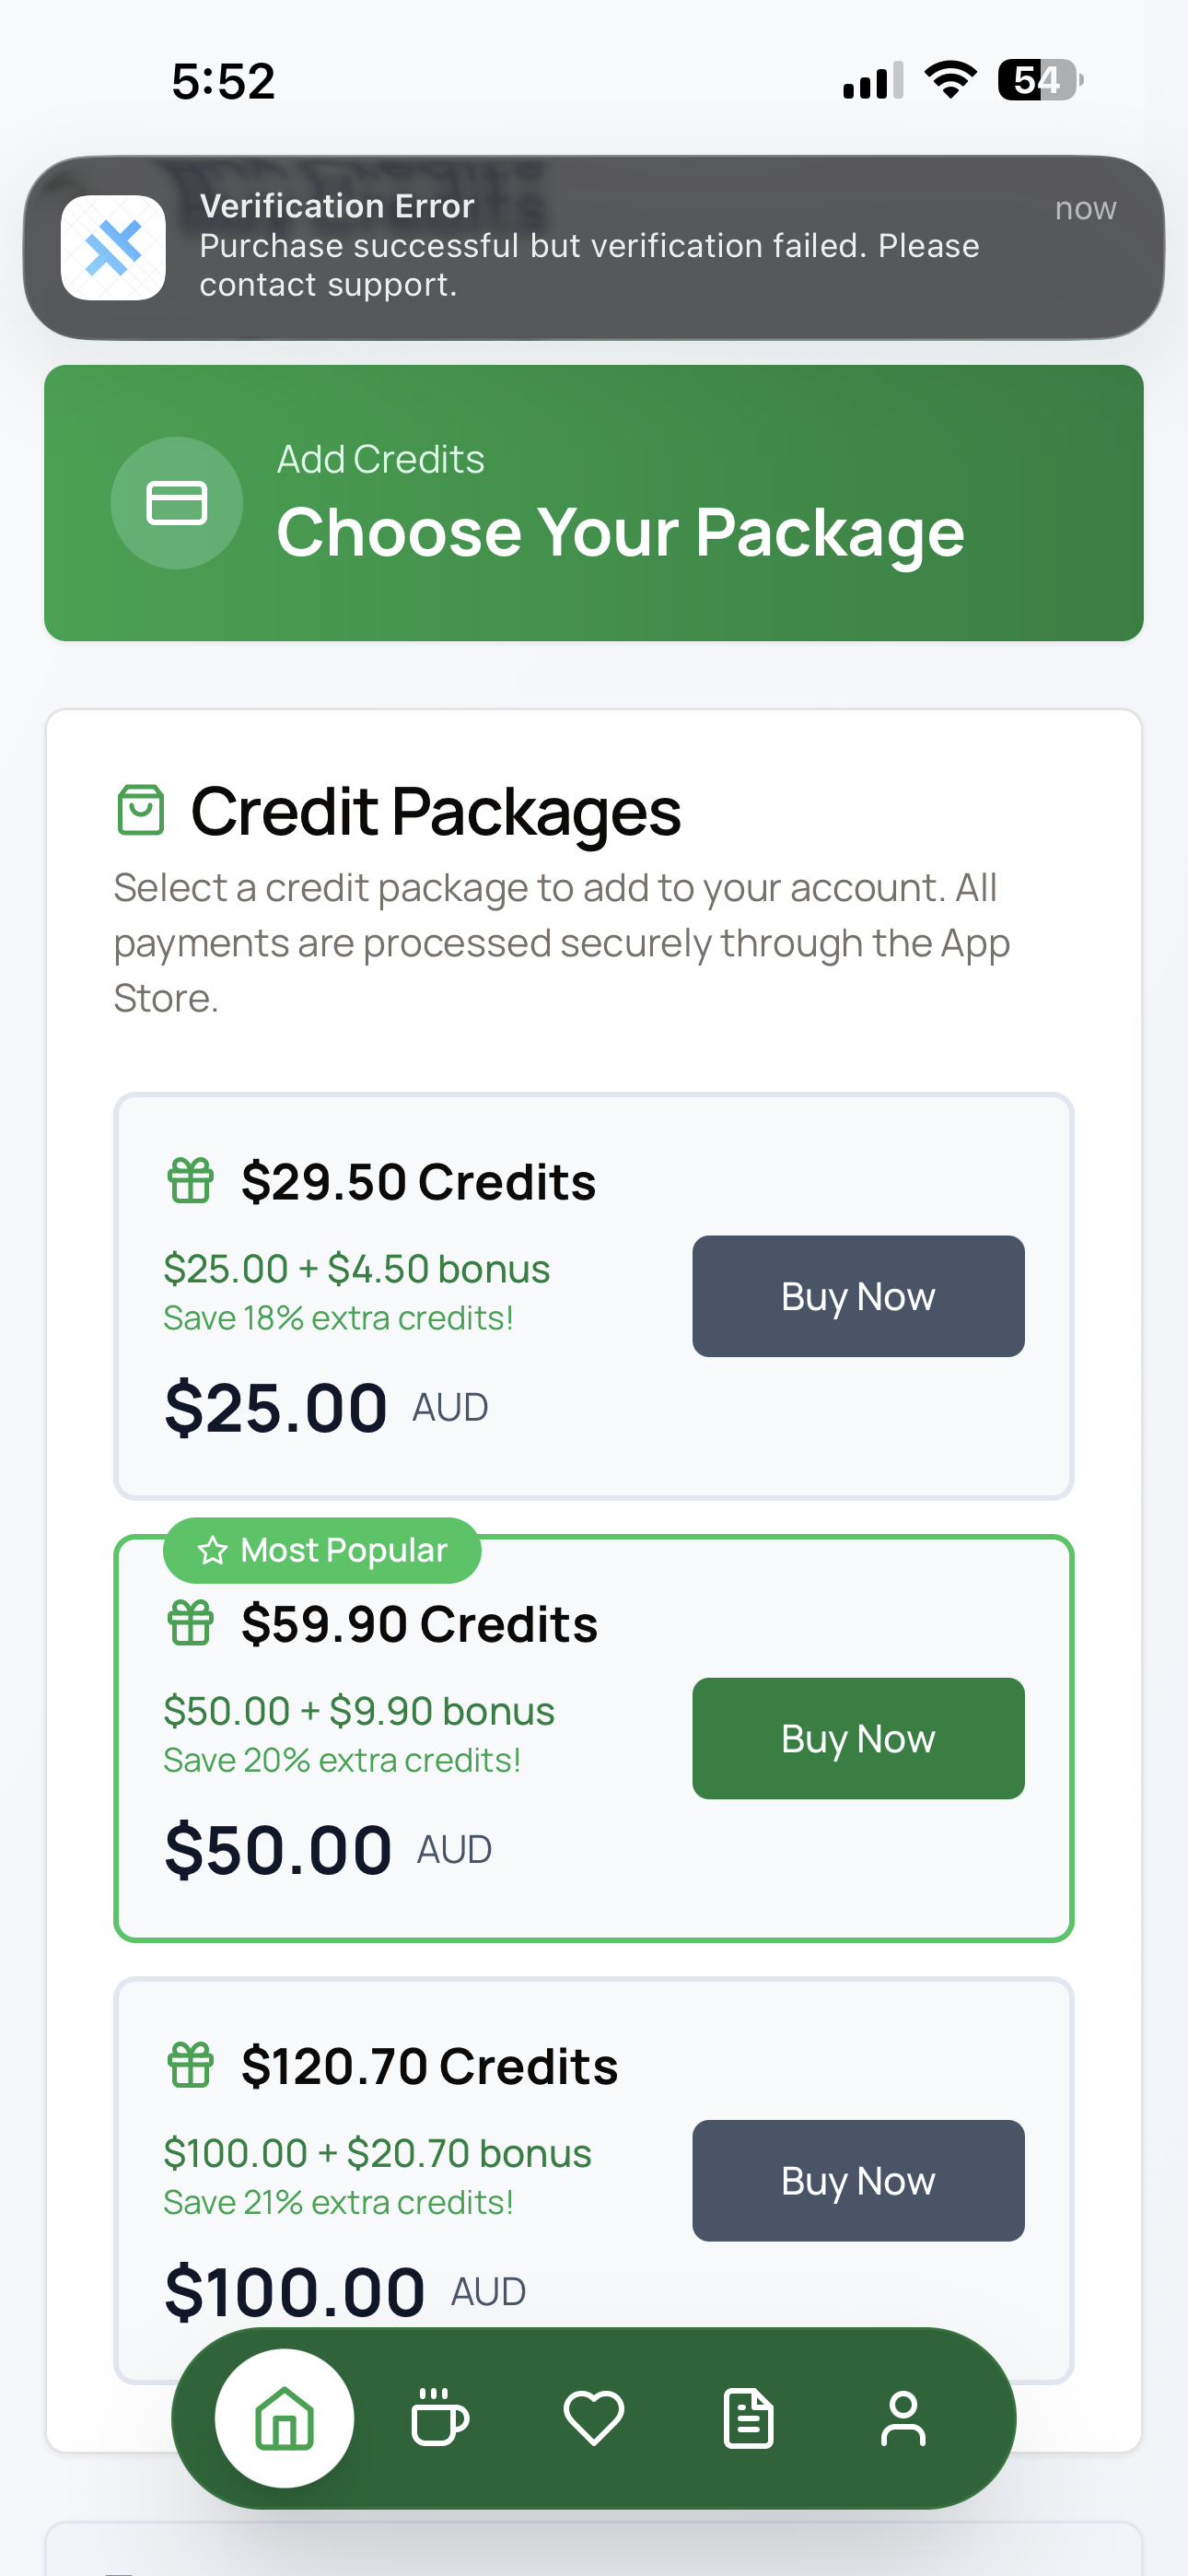 5:52
54
Verification Error
now
Purchase successful but verification failed. Please
contact support.
Add Credits
Choose Your Package
Credit Packages
Select a credit package to add to your account. All
payments are processed securely through the App
Store.
$29.50 Credits
$25.00 + $4.50 bonus
Save 18% extra credits!
Buy Now
$25.00 AUD
Most Popular
$59.90 Credits
$50.00 + $9.90 bonus
Save 20% extra credits!
Buy Now
$50.00 AUD
$120.70 Credits
$100.00 + $20.70 bonus
Save 21% extra credits!
Buy Now
$100.00 AUD